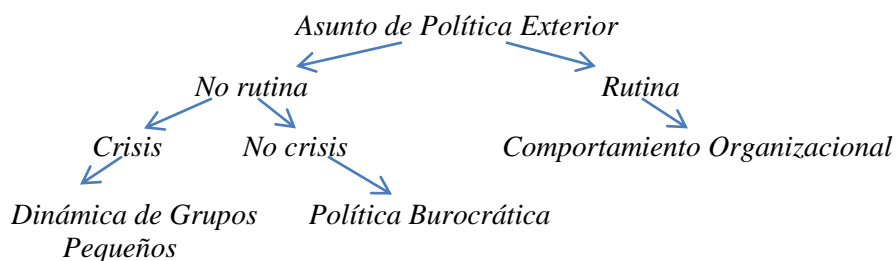 Asunto de Política Exterior
No rutina
Rutina
Crisis
No crisis
Comportamiento Organizacional
Dinámica de Grupos
Pequeños
Política Burocrática